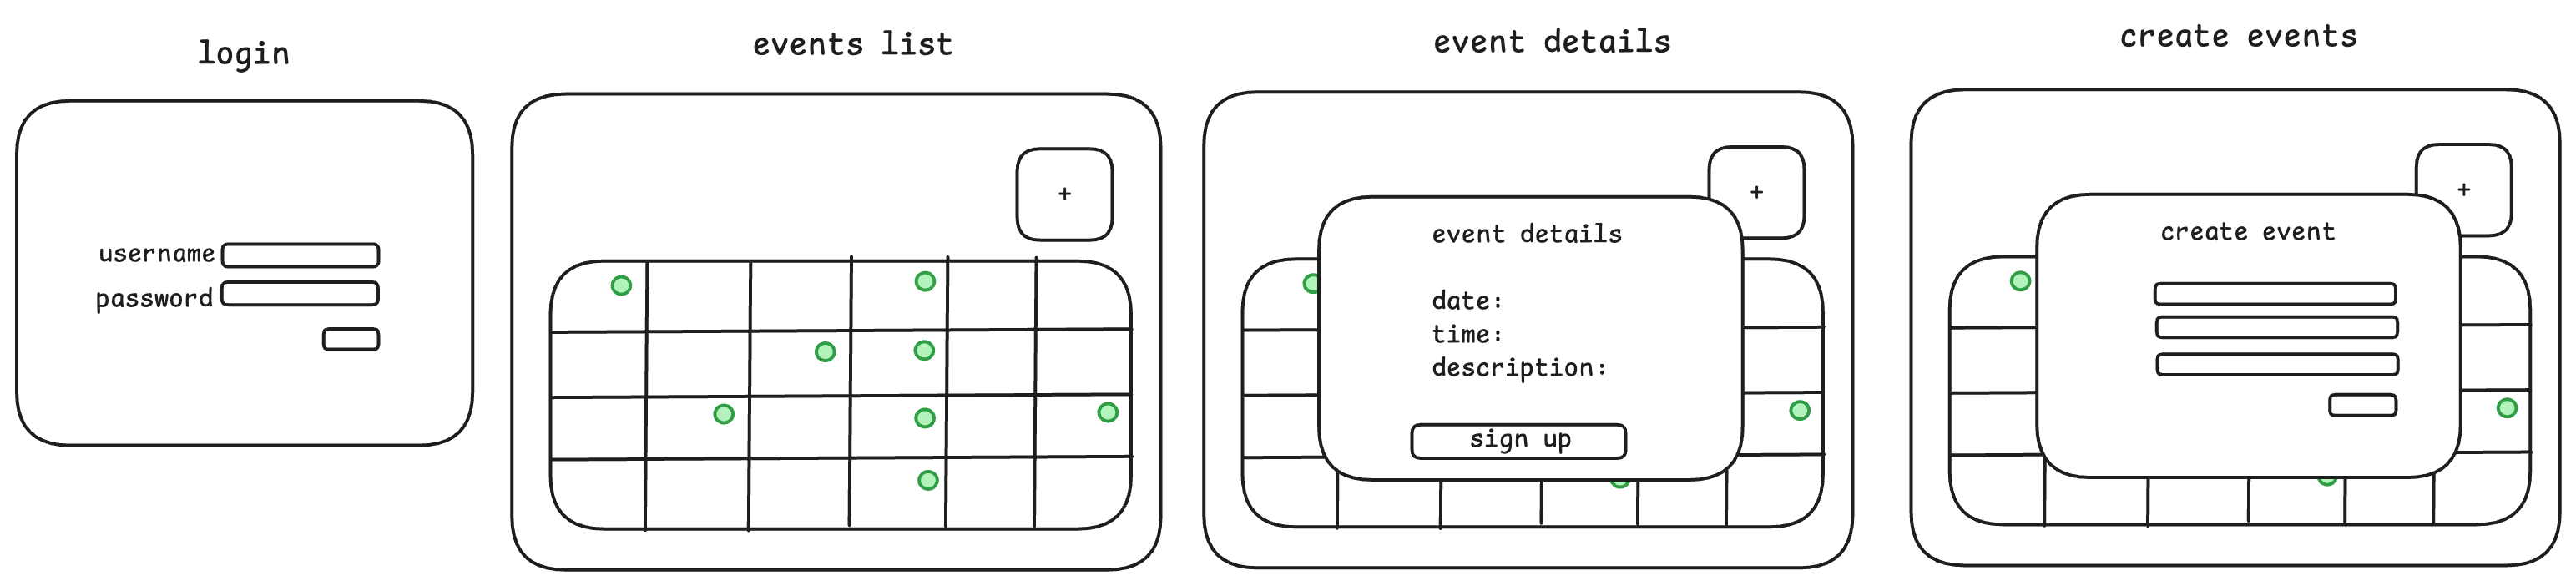 login
username
password
events list
+
event details
+
event details
date:
time:
description:
sign up
create events
+
create event